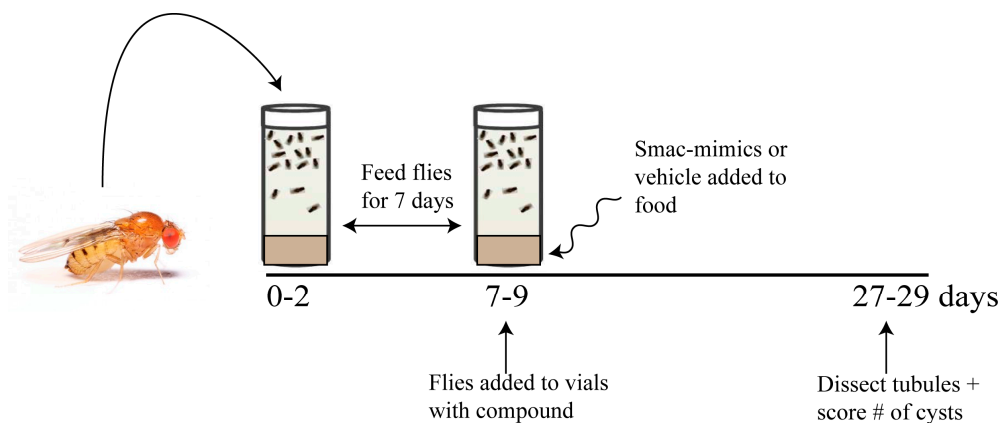 Feed flies
for 7 days
Smac-mimics or
vehicle added to
food
0-2
7-9
27-29 days
Flies added to vials
with compound
Dissect tubules +
score # of cysts